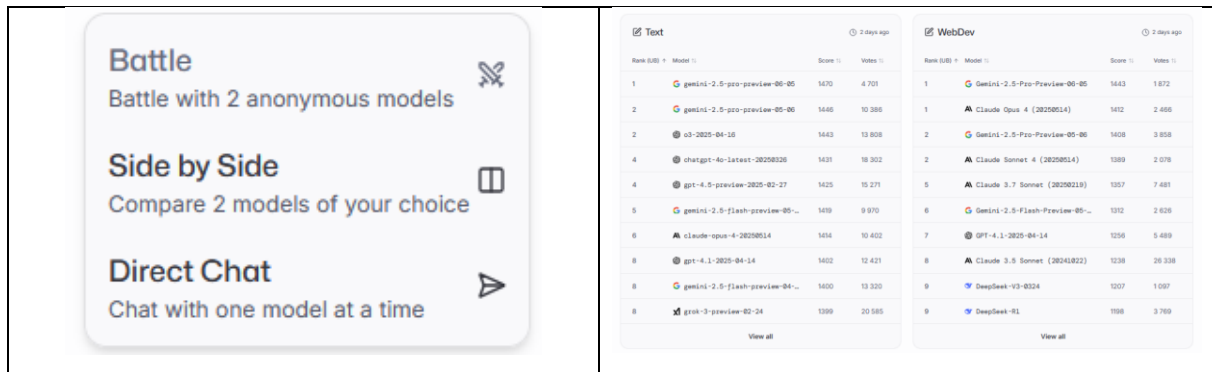 Battle
Battle with 2 anonymous models
Side by Side
Compare 2 models of your choice
Direct Chat
Chat with one model at a time
Text 2 days ago
Rank (UB) Model Score Votes
1 gemini-2.5-pro-preview-06-05 1470 4 701
2 gemini-2.5-pro-preview-05-06 1446 10 386
2 o3-2025-04-16 1443 13 808
4 chatgpt-4o-latest-20250326 1431 18 302
4 gpt-4.5-preview-2025-02-27 1425 15 271
5 gemini-2.5-flash-preview-05-… 1419 9 970
6 claude-opus-4-20250514 1414 10 402
8 gpt-4.1-2025-04-14 1402 12 421
8 gemini-2.5-flash-preview-04-… 1400 13 320
8 grok-3-preview-02-24 1399 20 585
View all
WebDev 2 days ago
Rank (UB) Model Score Votes
1 Gemini-2.5-Pro-Preview-06-05 1443 1 872
1 Claude Opus 4 (20250514) 1412 2 466
2 Gemini-2.5-Pro-Preview-05-06 1408 3 858
2 Claude Sonnet 4 (20250514) 1389 2 078
5 Claude 3.7 Sonnet (20250219) 1357 7 481
6 Gemini-2.5-Flash-Preview-05-… 1312 2 626
7 GPT-4.1-2025-04-14 1256 5 489
8 Claude 3.5 Sonnet (20241022) 1238 26 338
9 DeepSeek-V3-0324 1207 1 097
9 DeepSeek-R1 1198 3 769
View all